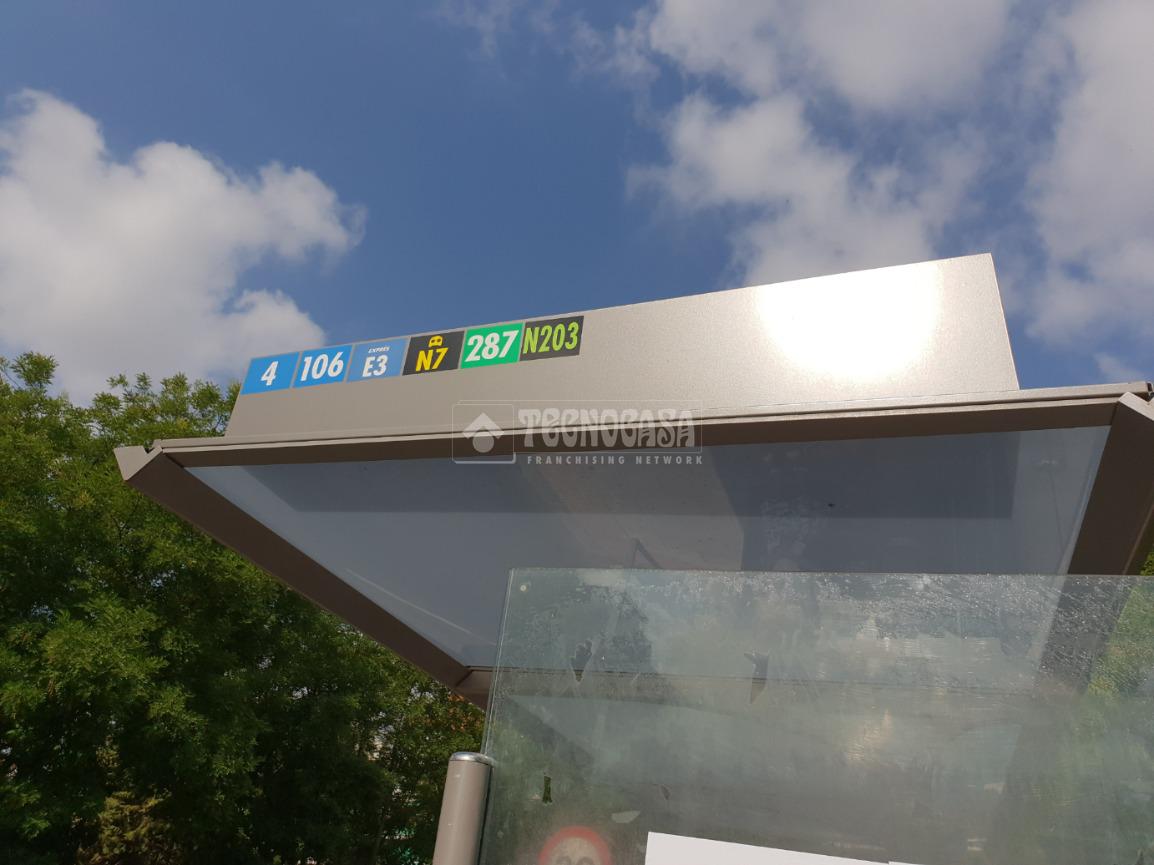 4 106 EXPRÉS E3 N7 287 N203
TECNOCASA
FRANCHISING NETWORK